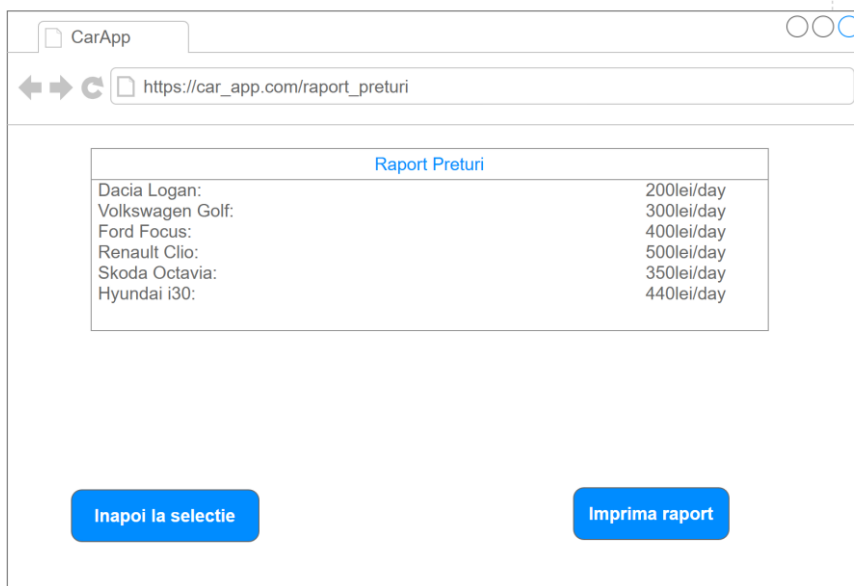 CarApp
https://car_app.com/raport_preturi
Raport Preturi
Dacia Logan: 200lei/day
Volkswagen Golf: 300lei/day
Ford Focus: 400lei/day
Renault Clio: 500lei/day
Skoda Octavia: 350lei/day
Hyundai i30: 440lei/day
Inapoi la selectie
Imprima raport